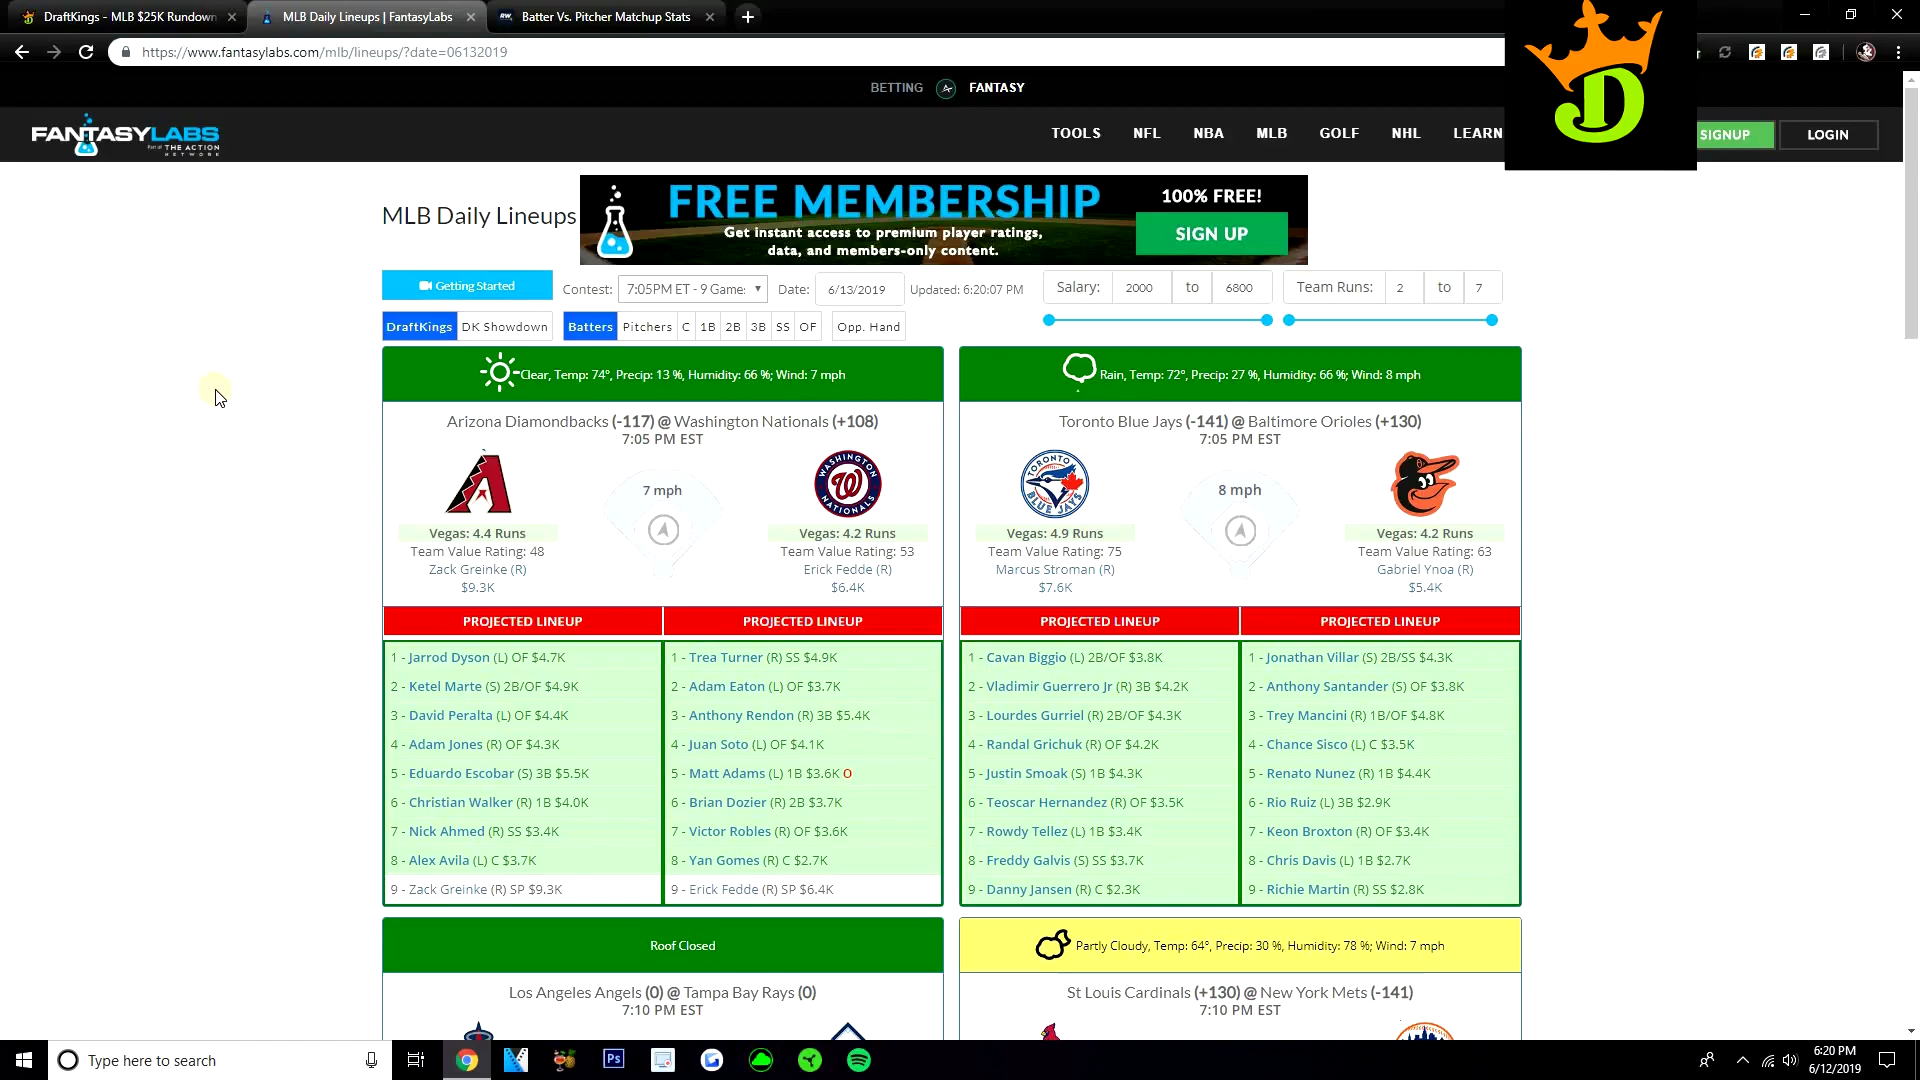 DraftKings - MLB $25K Rundown
MLB Daily Lineups | FantasyLabs
RW
Batter Vs. Pitcher Matchup Stats
https://www.fantasylabs.com/mlb/lineups/?date=06132019
BETTING
FANTASY
FANTASYLABS
Part of THE ACTION NETWORK
TOOLS
NFL
NBA
MLB
GOLF
NHL
LEARN
D
SIGNUP
LOGIN
MLB Daily Lineups
FREE MEMBERSHIP
Get instant access to premium player ratings,
data, and members-only content.
100% FREE!
SIGN UP
Getting Started
Contest:
7:05PM ET - 9 Game:
Date:
6/13/2019
Updated: 6:20:07 PM
Salary:
2000
to
6800
Team Runs:
2
to
7
DraftKings
DK Showdown
Batters
Pitchers
C
1B
2B
3B
SS
OF
Opp. Hand
Clear, Temp: 74°, Precip: 13 %, Humidity: 66 %; Wind: 7 mph
Arizona Diamondbacks (-117) @ Washington Nationals (+108)
7:05 PM EST
7 mph
WASHINGTON
W
NATIONALS
Vegas: 4.4 Runs
Team Value Rating: 48
Zack Greinke (R)
$9.3K
Vegas: 4.2 Runs
Team Value Rating: 53
Erick Fedde (R)
$6.4K
PROJECTED LINEUP
1 - Jarrod Dyson (L) OF $4.7K
2 - Ketel Marte (S) 2B/OF $4.9K
3 - David Peralta (L) OF $4.4K
4 - Adam Jones (R) OF $4.3K
5 - Eduardo Escobar (S) 3B $5.5K
6 - Christian Walker (R) 1B $4.0K
7 - Nick Ahmed (R) SS $3.4K
8 - Alex Avila (L) C $3.7K
9 - Zack Greinke (R) SP $9.3K
PROJECTED LINEUP
1 - Trea Turner (R) SS $4.9K
2 - Adam Eaton (L) OF $3.7K
3 - Anthony Rendon (R) 3B $5.4K
4 - Juan Soto (L) OF $4.1K
5 - Matt Adams (L) 1B $3.6K O
6 - Brian Dozier (R) 2B $3.7K
7 - Victor Robles (R) OF $3.6K
8 - Yan Gomes (R) C $2.7K
9 - Erick Fedde (R) SP $6.4K
Rain, Temp: 72°, Precip: 27 %, Humidity: 66 %; Wind: 8 mph
Toronto Blue Jays (-141) @ Baltimore Orioles (+130)
7:05 PM EST
TORONTO
BLUE JAYS
8 mph
Vegas: 4.9 Runs
Team Value Rating: 75
Marcus Stroman (R)
$7.6K
Vegas: 4.2 Runs
Team Value Rating: 63
Gabriel Ynoa (R)
$5.4K
PROJECTED LINEUP
1 - Cavan Biggio (L) 2B/OF $3.8K
2 - Vladimir Guerrero Jr (R) 3B $4.2K
3 - Lourdes Gurriel (R) 2B/OF $4.3K
4 - Randal Grichuk (R) OF $4.2K
5 - Justin Smoak (S) 1B $4.3K
6 - Teoscar Hernandez (R) OF $3.5K
7 - Rowdy Tellez (L) 1B $3.4K
8 - Freddy Galvis (S) SS $3.7K
9 - Danny Jansen (R) C $2.3K
PROJECTED LINEUP
1 - Jonathan Villar (S) 2B/SS $4.3K
2 - Anthony Santander (S) OF $3.8K
3 - Trey Mancini (R) 1B/OF $4.8K
4 - Chance Sisco (L) C $3.5K
5 - Renato Nunez (R) 1B $4.4K
6 - Rio Ruiz (L) 3B $2.9K
7 - Keon Broxton (R) OF $3.4K
8 - Chris Davis (L) 1B $2.7K
9 - Richie Martin (R) SS $2.8K
Roof Closed
Los Angeles Angels (0) @ Tampa Bay Rays (0)
7:10 PM EST
Partly Cloudy, Temp: 64°, Precip: 30 %, Humidity: 78 %; Wind: 7 mph
St Louis Cardinals (+130) @ New York Mets (-141)
7:10 PM EST
Type here to search
Ps
6:20 PM
6/12/2019